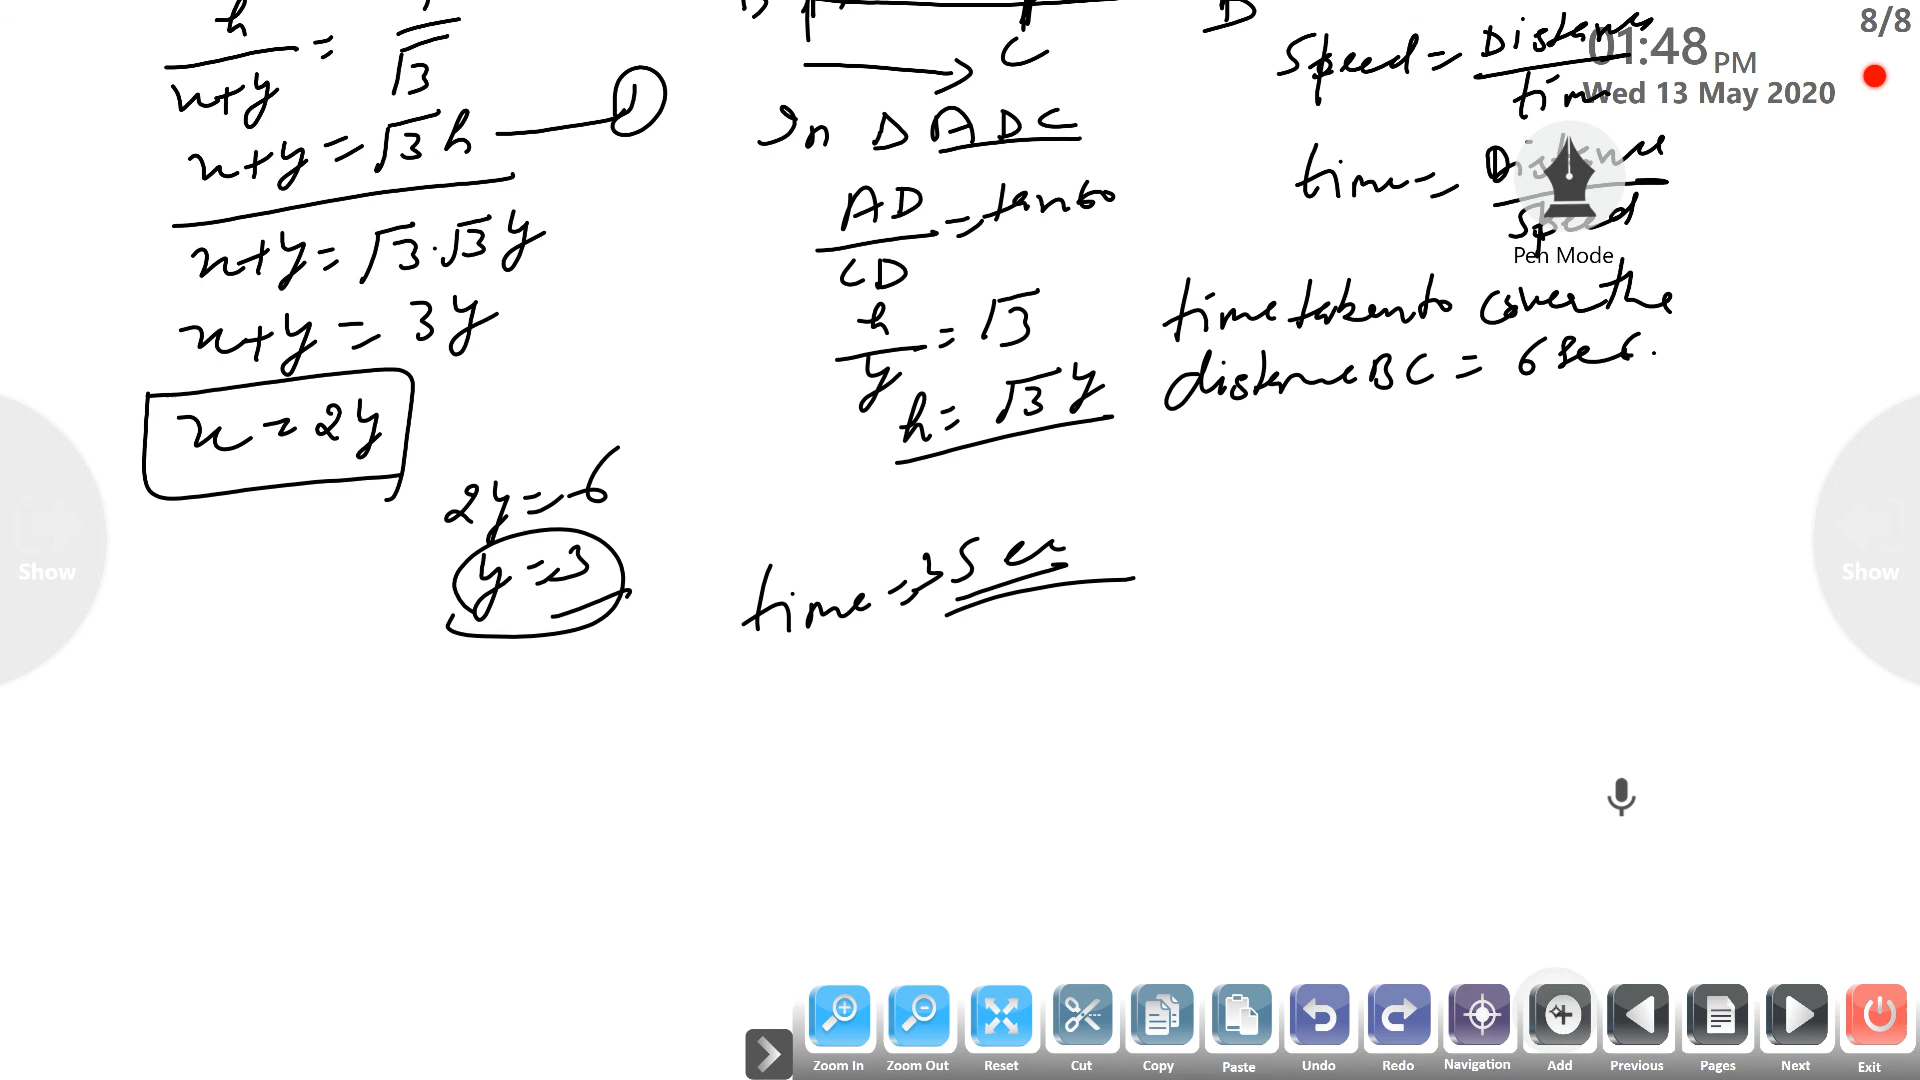 h/(x+y) = 1/√3
x+y = √3 h — ①
x+y = √3 · √3 y
x+y = 3y
x = 2y
2y = 6
y = 3
B C D
In Δ ADC
AD/CD = tan 60
h/y = √3
h = √3 y
time = 3 Sec
Speed = Distance/time
time = Distance/Speed
time taken to cover the
distance BC = 6 sec.
8/8
01:48 PM
Wed 13 May 2020
Pen Mode
Show
Show
Zoom In Zoom Out Reset Cut Copy Paste Undo Redo Navigation Add Previous Pages Next Exit